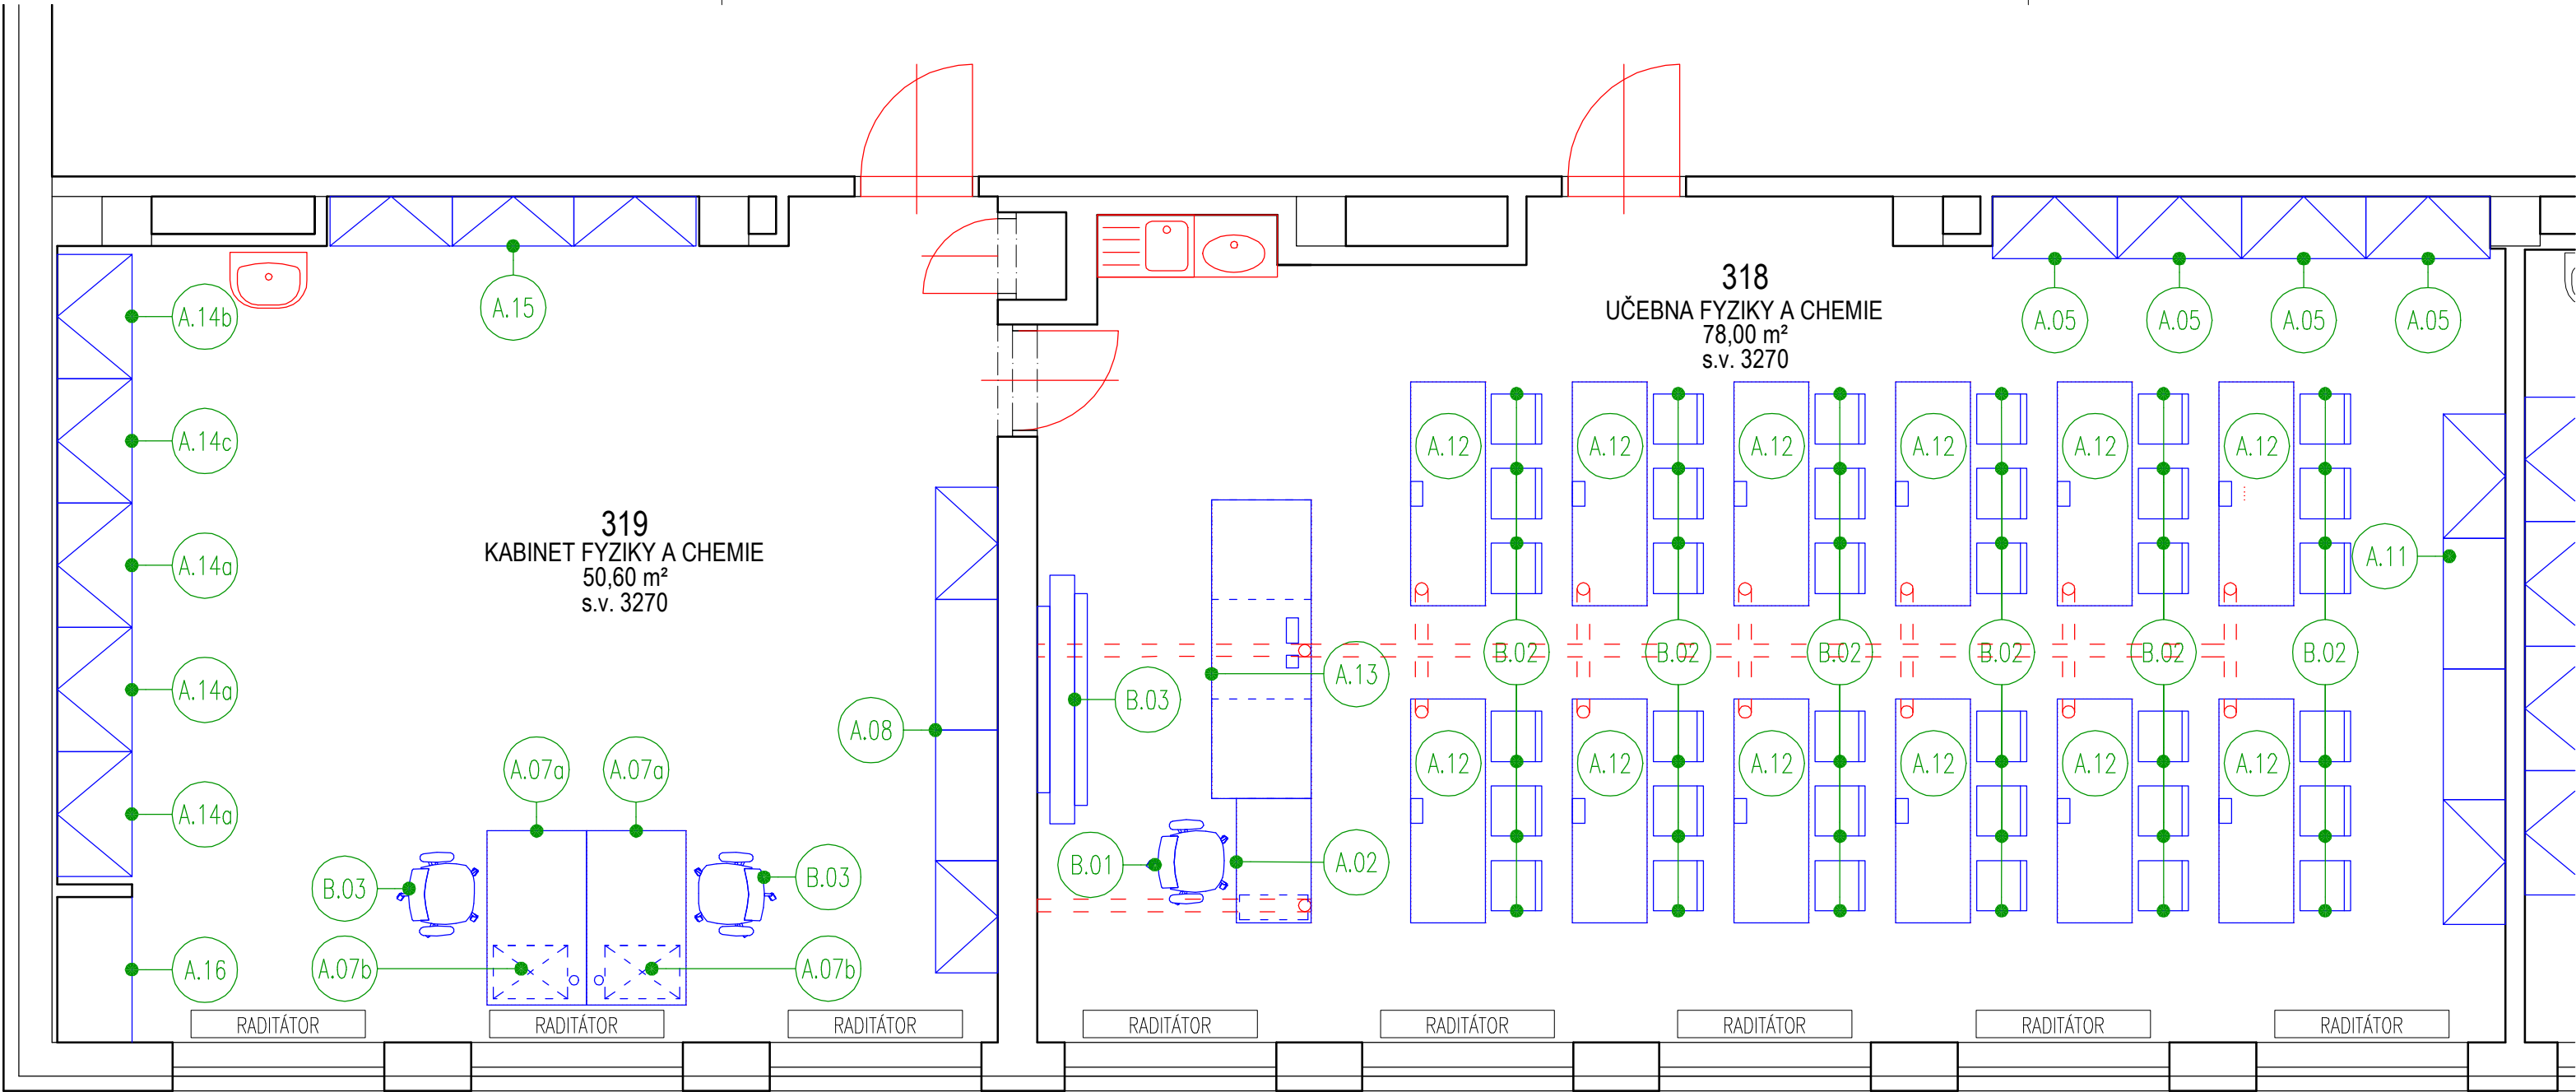 A.14b
A.15
A.14c
A.14a
A.14a
A.14a
319
KABINET FYZIKY A CHEMIE
50,60 m²
s.v. 3270
A.08
A.07a
A.07a
B.03
B.03
A.07b
A.07b
A.16
RADITÁTOR
RADITÁTOR
RADITÁTOR
318
UČEBNA FYZIKY A CHEMIE
78,00 m²
s.v. 3270
A.05
A.05
A.05
A.05
A.12
A.12
A.12
A.12
A.12
A.12
A.11
B.02
B.02
B.02
B.02
B.02
B.02
A.13
B.03
A.12
A.12
A.12
A.12
A.12
A.12
B.01
A.02
RADITÁTOR
RADITÁTOR
RADITÁTOR
RADITÁTOR
RADITÁTOR